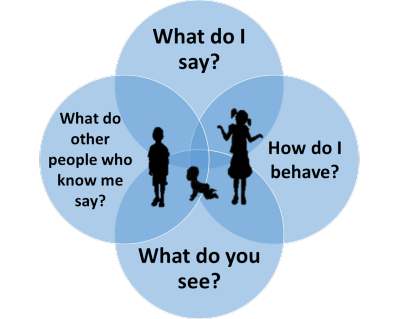 What do I
say?
What do
other
people who
know me
say?
How do I
behave?
What do you
see?